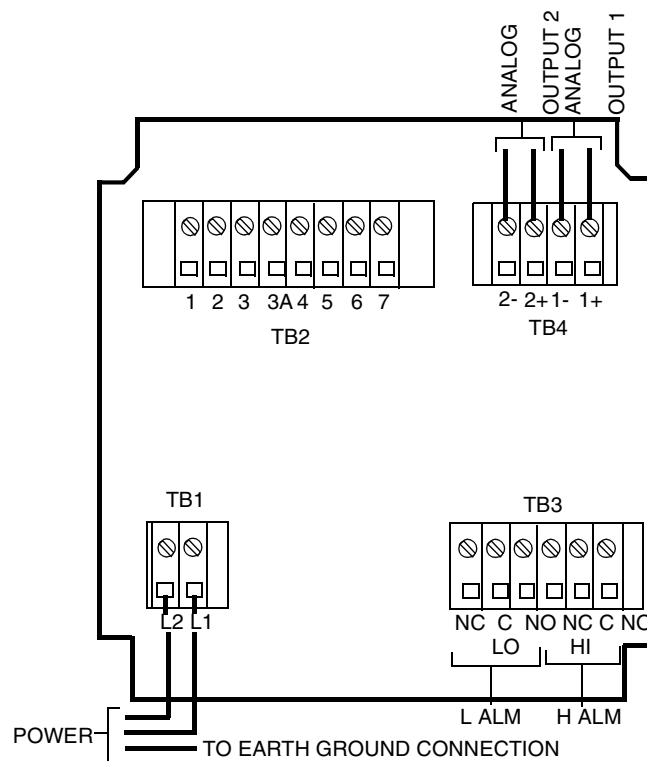 ANALOG
OUTPUT 2
ANALOG
OUTPUT 1
1 2 3 3A 4 5 6 7
TB2
2- 2+ 1- 1+
TB4
TB1
L2 L1
TB3
NC C NO NC C NO
LO HI
L ALM H ALM
POWER
TO EARTH GROUND CONNECTION